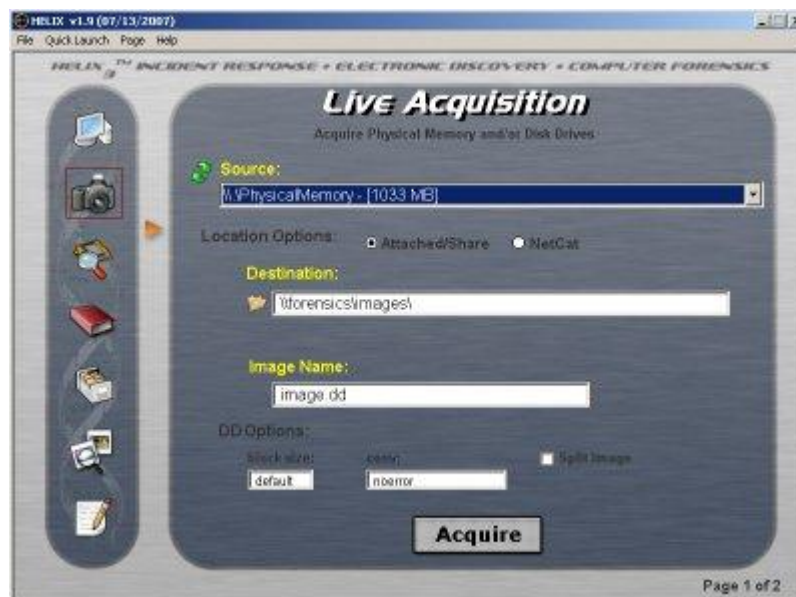 HELIX v1.9 (07/13/2007)
File Quick Launch Page Help
HELIX3™ INCIDENT RESPONSE • ELECTRONIC DISCOVERY • COMPUTER FORENSICS
Live Acquisition
Acquire Physical Memory and/or Disk Drives
Source:
\\.\PhysicalMemory - [1033 MB]
Location Options: Attached/Share NetCat
Destination:
\\forensics\images\
Image Name:
image.dd
DD Options:
block size: conv: Split Image
default noerror
Acquire
Page 1 of 2